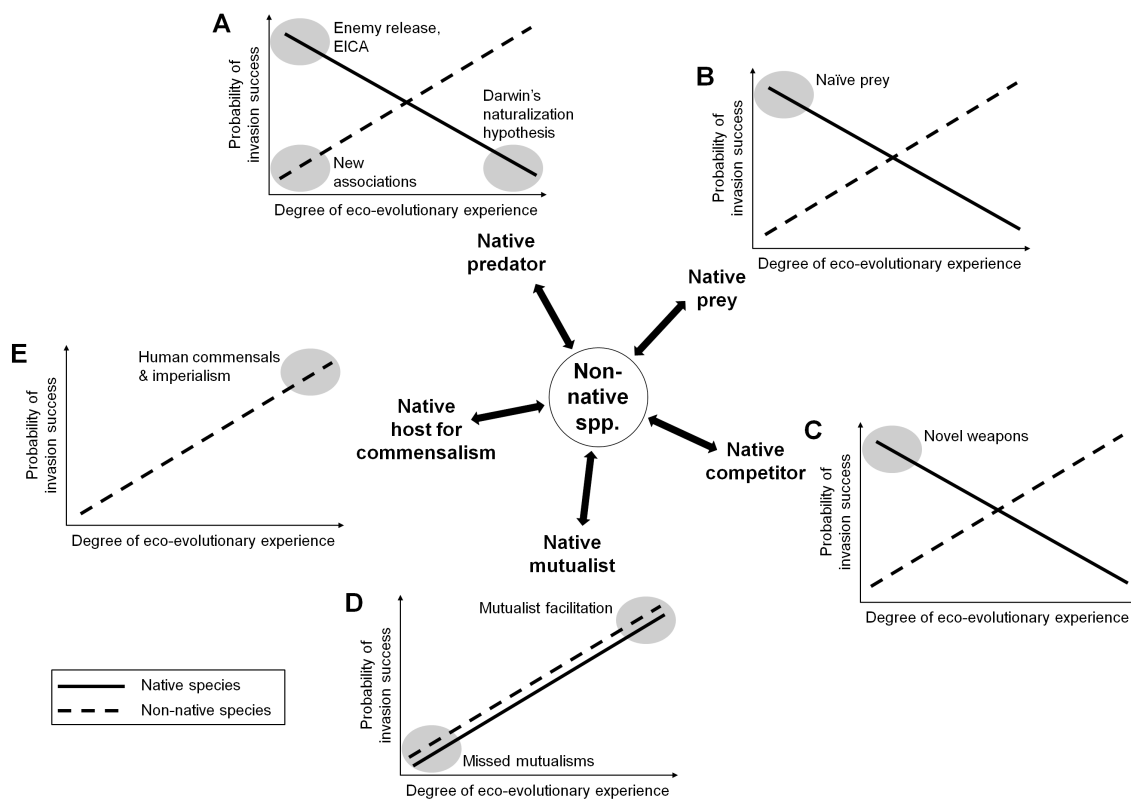 A
Probability of
invasion success
Enemy release,
EICA
Darwin's
naturalization
hypothesis
New
associations
Degree of eco-evolutionary experience
B
Probability of
invasion success
Naïve prey
Degree of eco-evolutionary experience
Native
predator
Native
prey
Non-
native
spp.
Native
host for
commensalism
Native
competitor
Native
mutualist
E
Probability of
invasion success
Human commensals
& imperialism
Degree of eco-evolutionary experience
C
Probability of
invasion success
Novel weapons
Degree of eco-evolutionary experience
D
Probability of
invasion success
Mutualist facilitation
Missed mutualisms
Degree of eco-evolutionary experience
Native species
Non-native species